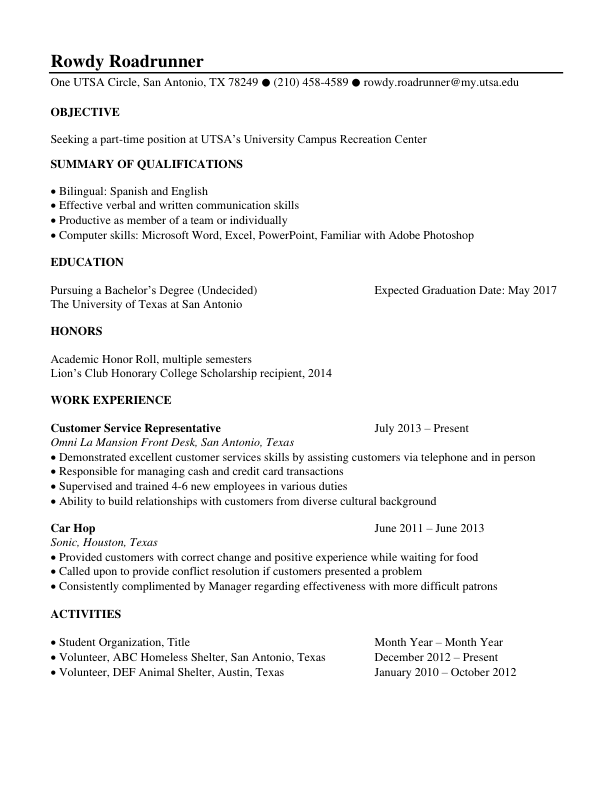 Rowdy Roadrunner
One UTSA Circle, San Antonio, TX 78249 ● (210) 458-4589 ● rowdy.roadrunner@my.utsa.edu
OBJECTIVE
Seeking a part-time position at UTSA's University Campus Recreation Center
SUMMARY OF QUALIFICATIONS
• Bilingual: Spanish and English
• Effective verbal and written communication skills
• Productive as member of a team or individually
• Computer skills: Microsoft Word, Excel, PowerPoint, Familiar with Adobe Photoshop
EDUCATION
Pursuing a Bachelor's Degree (Undecided) Expected Graduation Date: May 2017
The University of Texas at San Antonio
HONORS
Academic Honor Roll, multiple semesters
Lion's Club Honorary College Scholarship recipient, 2014
WORK EXPERIENCE
Customer Service Representative July 2013 – Present
Omni La Mansion Front Desk, San Antonio, Texas
• Demonstrated excellent customer services skills by assisting customers via telephone and in person
• Responsible for managing cash and credit card transactions
• Supervised and trained 4-6 new employees in various duties
• Ability to build relationships with customers from diverse cultural background
Car Hop June 2011 – June 2013
Sonic, Houston, Texas
• Provided customers with correct change and positive experience while waiting for food
• Called upon to provide conflict resolution if customers presented a problem
• Consistently complimented by Manager regarding effectiveness with more difficult patrons
ACTIVITIES
• Student Organization, Title Month Year – Month Year
• Volunteer, ABC Homeless Shelter, San Antonio, Texas December 2012 – Present
• Volunteer, DEF Animal Shelter, Austin, Texas January 2010 – October 2012